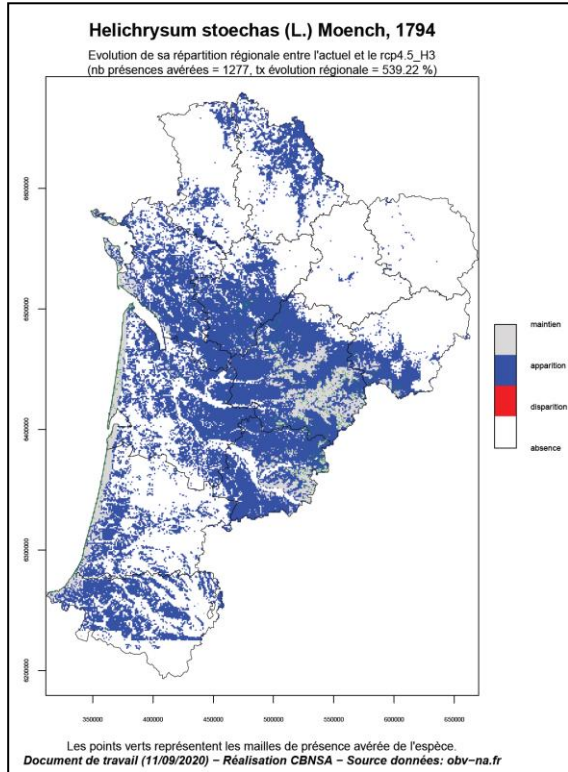 Helichrysum stoechas (L.) Moench, 1794
Evolution de sa répartition régionale entre l'actuel et le rcp4.5_H3
(nb présences avérées = 1277, tx évolution régionale = 539.22 %)
maintien
apparition
disparition
absence
6600000
6500000
6400000
6300000
6200000
350000 400000 450000 500000 550000 600000 650000
Les points verts représentent les mailles de présence avérée de l'espèce.
Document de travail (11/09/2020) – Réalisation CBNSA – Source données: obv–na.fr